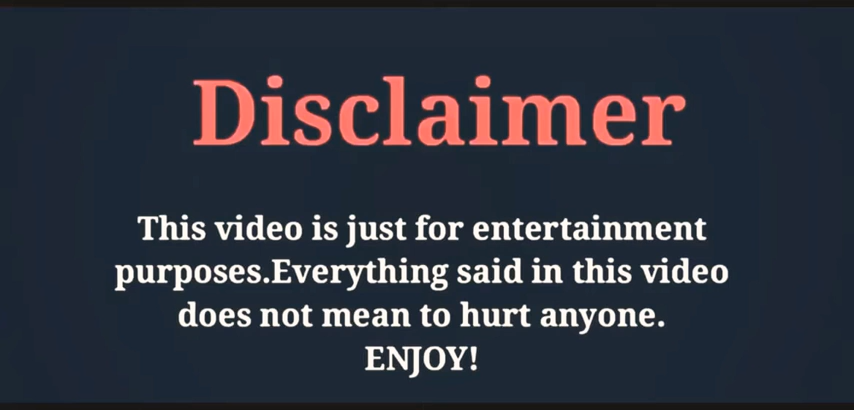 Disclaimer
This video is just for entertainment
purposes.Everything said in this video
does not mean to hurt anyone.
ENJOY!